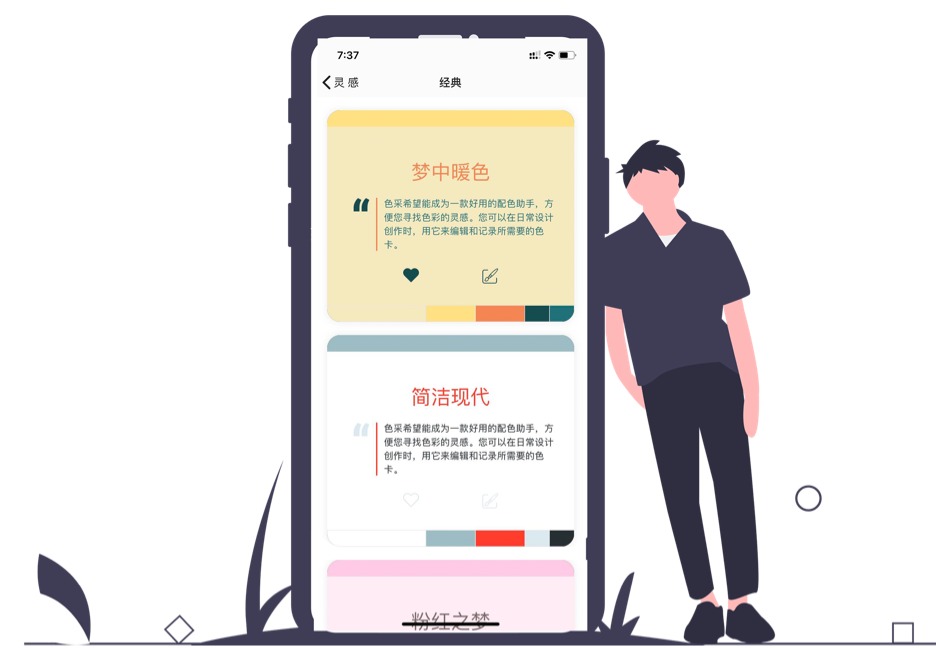 7:37
灵感
经典
梦中暖色
色采希望能成为一款好用的配色助手，方
便您寻找色彩的灵感。您可以在日常设计
创作时，用它来编辑和记录所需要的色
卡。
简洁现代
色采希望能成为一款好用的配色助手，方
便您寻找色彩的灵感。您可以在日常设计
创作时，用它来编辑和记录所需要的色
卡。
粉红之梦